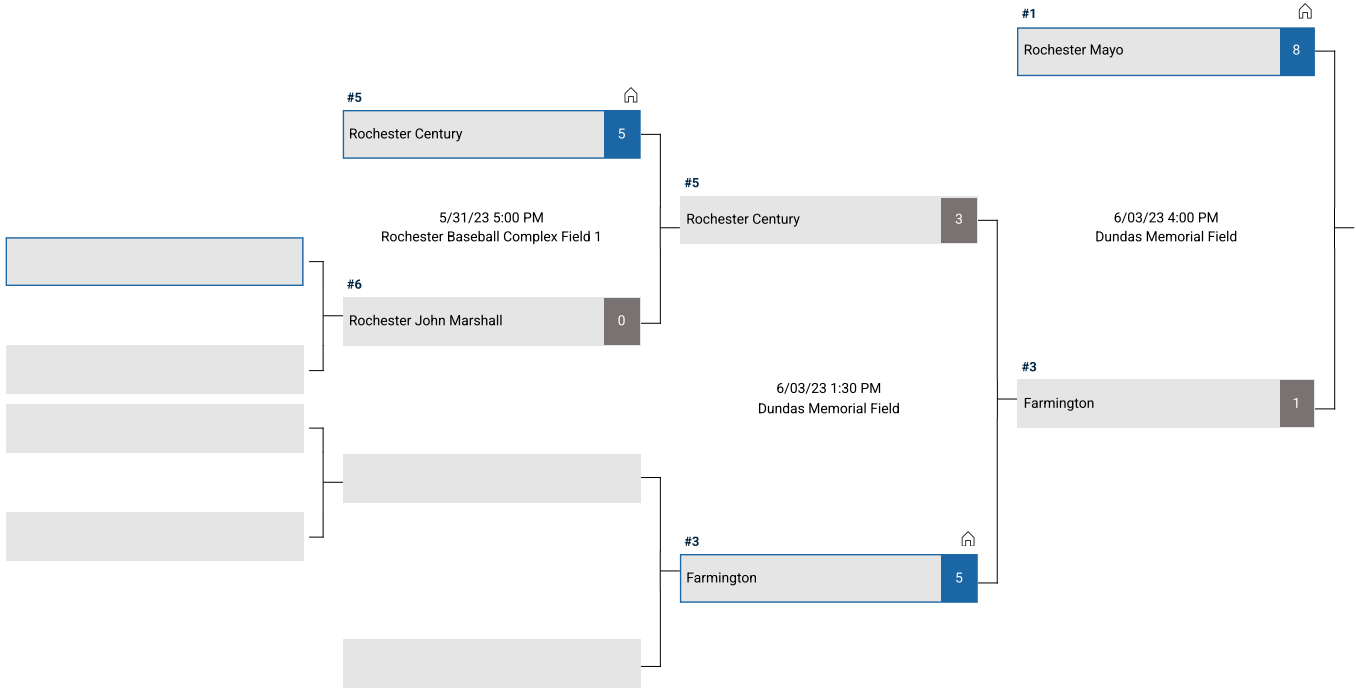 #1
Rochester Mayo 8
#5
Rochester Century 5
5/31/23 5:00 PM
Rochester Baseball Complex Field 1
#6
Rochester John Marshall 0
#5
Rochester Century 3
6/03/23 1:30 PM
Dundas Memorial Field
#3
Farmington 5
6/03/23 4:00 PM
Dundas Memorial Field
#3
Farmington 1